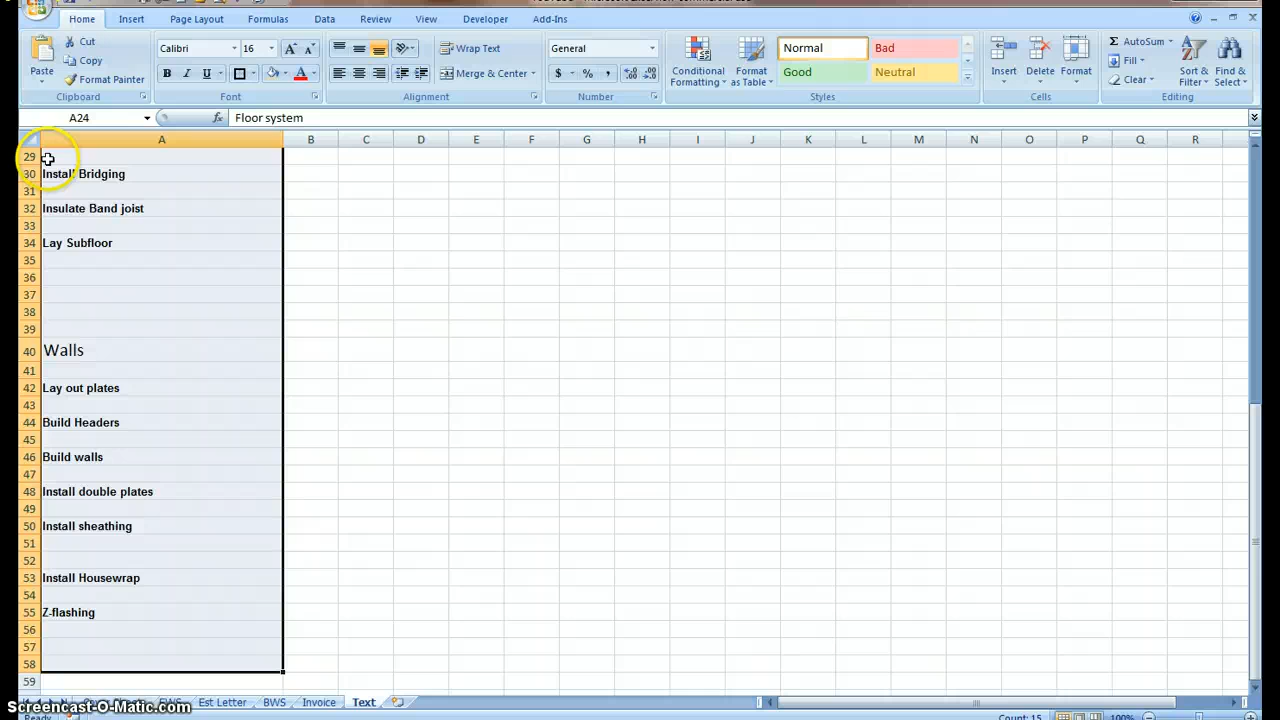 Home Insert Page Layout Formulas Data Review View Developer Add-Ins
Paste
Cut
Copy
Format Painter
Clipboard
Calibri 16
B I U
Font
Wrap Text
Merge & Center
Alignment
General
$ % ,
Number
Conditional Formatting
Format as Table
Normal Bad
Good Neutral
Styles
Insert Delete Format
Cells
Σ AutoSum
Fill
Clear
Sort & Filter
Find & Select
Editing
A24 fx Floor system
A B C D E F G H I J K L M N O P Q R
29
30 Install Bridging
31
32 Insulate Band joist
33
34 Lay Subfloor
35
36
37
38
39
40 Walls
41
42 Lay out plates
43
44 Build Headers
45
46 Build walls
47
48 Install double plates
49
50 Install sheathing
51
52
53 Install Housewrap
54
55 Z-flashing
56
57
58
59
Est Letter BWS Invoice Text
Screencast-O-Matic.com
Ready Count: 15 100%